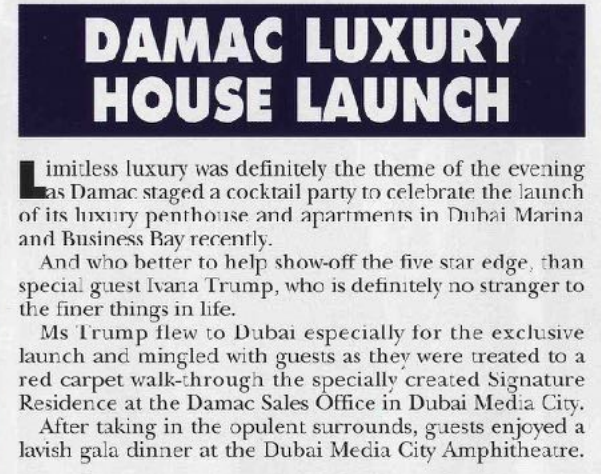 DAMAC LUXURY
HOUSE LAUNCH
Limitless luxury was definitely the theme of the evening
as Damac staged a cocktail party to celebrate the launch
of its luxury penthouse and apartments in Dubai Marina
and Business Bay recently.
And who better to help show-off the five star edge, than
special guest Ivana Trump, who is definitely no stranger to
the finer things in life.
Ms Trump flew to Dubai especially for the exclusive
launch and mingled with guests as they were treated to a
red carpet walk-through the specially created Signature
Residence at the Damac Sales Office in Dubai Media City.
After taking in the opulent surrounds, guests enjoyed a
lavish gala dinner at the Dubai Media City Amphitheatre.